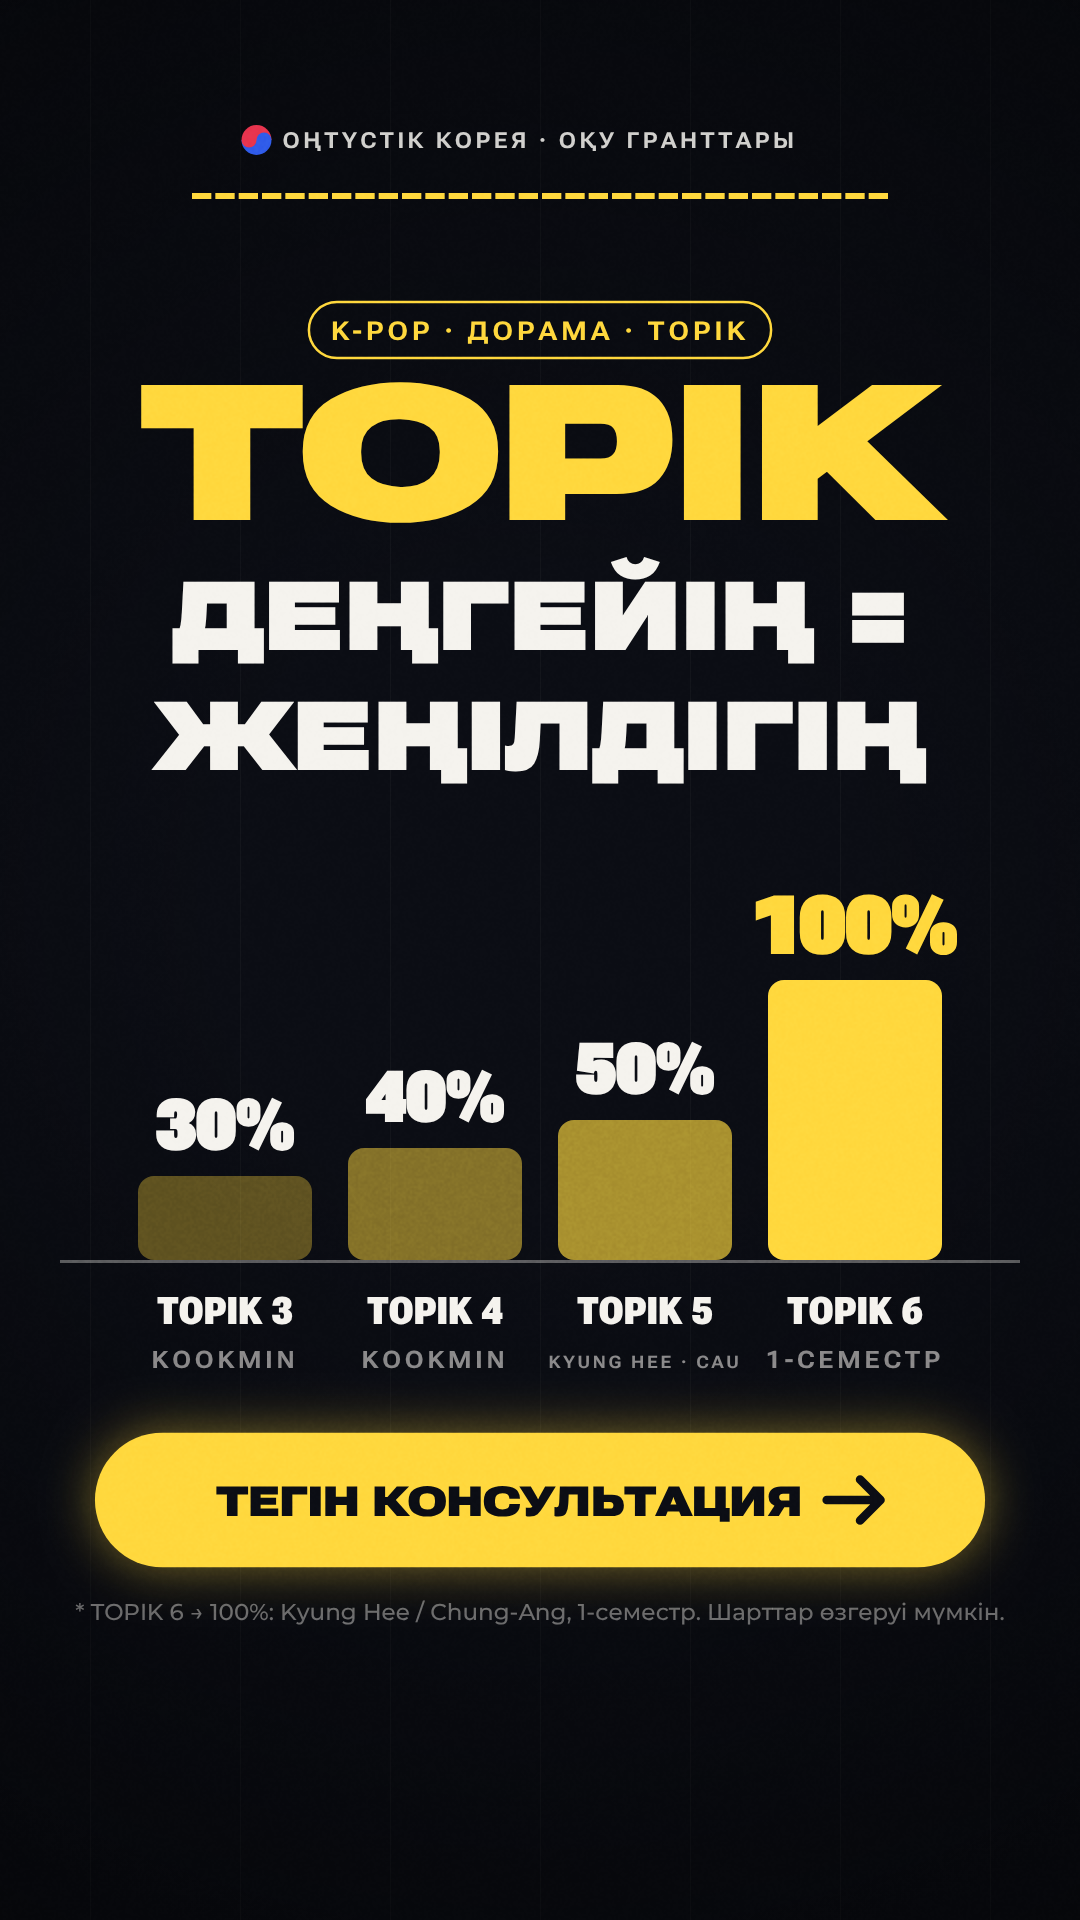 ОҢТҮСТІК КОРЕЯ · ОҚУ ГРАНТТАРЫ
K-POP · ДОРАМА · TOPIK
TOPIK
ДЕҢГЕЙІҢ =
ЖЕҢІЛДІГІҢ
30% 40% 50% 100%
TOPIK 3 TOPIK 4 TOPIK 5 TOPIK 6
KOOKMIN KOOKMIN KYUNG HEE · CAU 1-СЕМЕСТР
ТЕГІН КОНСУЛЬТАЦИЯ →
* TOPIK 6 → 100%: Kyung Hee / Chung-Ang, 1-семестр. Шарттар өзгеруі мүмкін.